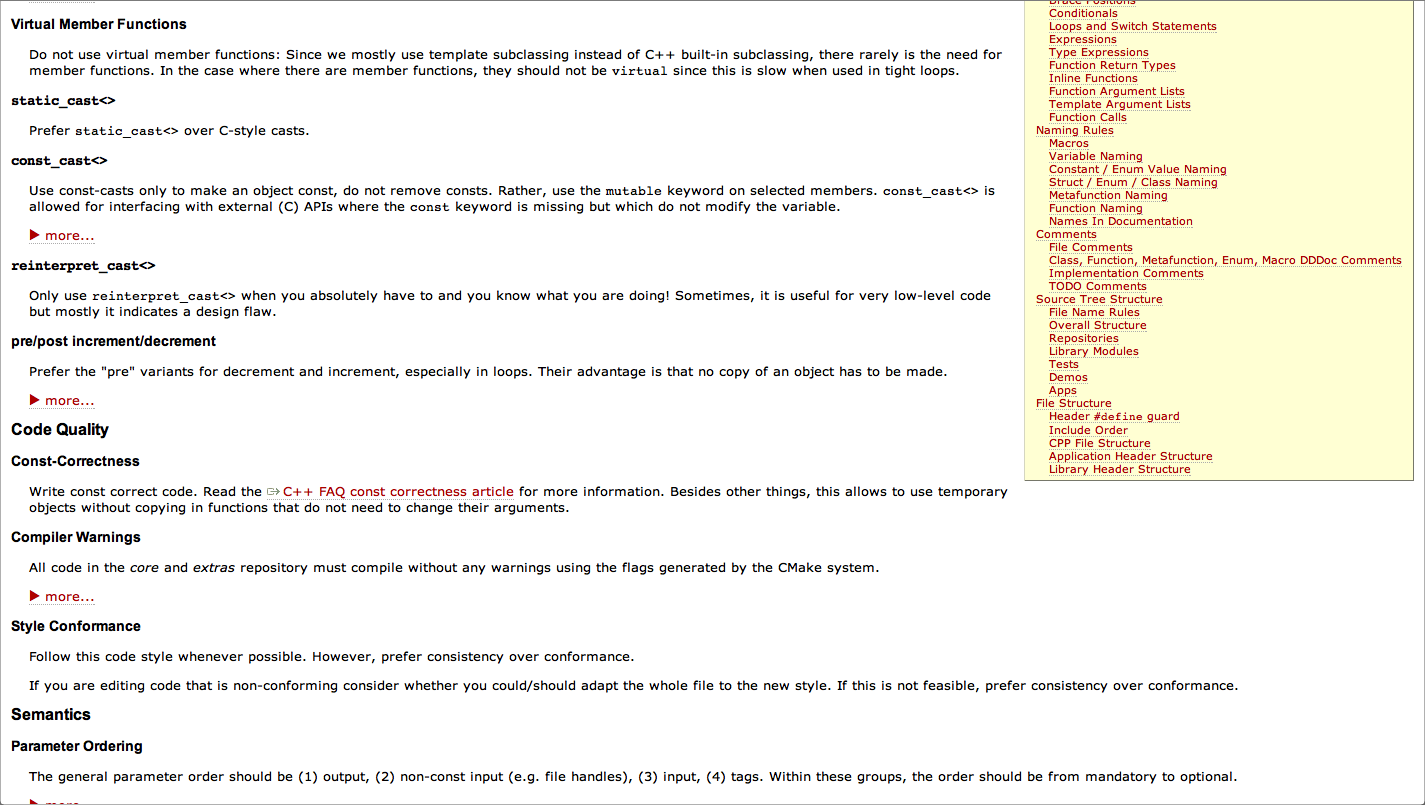 Virtual Member Functions
Do not use virtual member functions: Since we mostly use template subclassing instead of C++ built-in subclassing, there rarely is the need for
member functions. In the case where there are member functions, they should not be virtual since this is slow when used in tight loops.
static_cast<>
Prefer static_cast<> over C-style casts.
const_cast<>
Use const-casts only to make an object const, do not remove consts. Rather, use the mutable keyword on selected members. const_cast<> is
allowed for interfacing with external (C) APIs where the const keyword is missing but which do not modify the variable.
▶ more...
reinterpret_cast<>
Only use reinterpret_cast<> when you absolutely have to and you know what you are doing! Sometimes, it is useful for very low-level code
but mostly it indicates a design flaw.
pre/post increment/decrement
Prefer the "pre" variants for decrement and increment, especially in loops. Their advantage is that no copy of an object has to be made.
▶ more...
Code Quality
Const-Correctness
Write const correct code. Read the C++ FAQ const correctness article for more information. Besides other things, this allows to use temporary
objects without copying in functions that do not need to change their arguments.
Compiler Warnings
All code in the core and extras repository must compile without any warnings using the flags generated by the CMake system.
▶ more...
Style Conformance
Follow this code style whenever possible. However, prefer consistency over conformance.
If you are editing code that is non-conforming consider whether you could/should adapt the whole file to the new style. If this is not feasible, prefer consistency over conformance.
Semantics
Parameter Ordering
The general parameter order should be (1) output, (2) non-const input (e.g. file handles), (3) input, (4) tags. Within these groups, the order should be from mandatory to optional.
▶ more...
Brace Positions
Conditionals
Loops and Switch Statements
Expressions
Type Expressions
Function Return Types
Inline Functions
Function Argument Lists
Template Argument Lists
Function Calls
Naming Rules
Macros
Variable Naming
Constant / Enum Value Naming
Struct / Enum / Class Naming
Metafunction Naming
Function Naming
Names In Documentation
Comments
File Comments
Class, Function, Metafunction, Enum, Macro DDDoc Comments
Implementation Comments
TODO Comments
Source Tree Structure
File Name Rules
Overall Structure
Repositories
Library Modules
Tests
Demos
Apps
File Structure
Header #define guard
Include Order
CPP File Structure
Application Header Structure
Library Header Structure